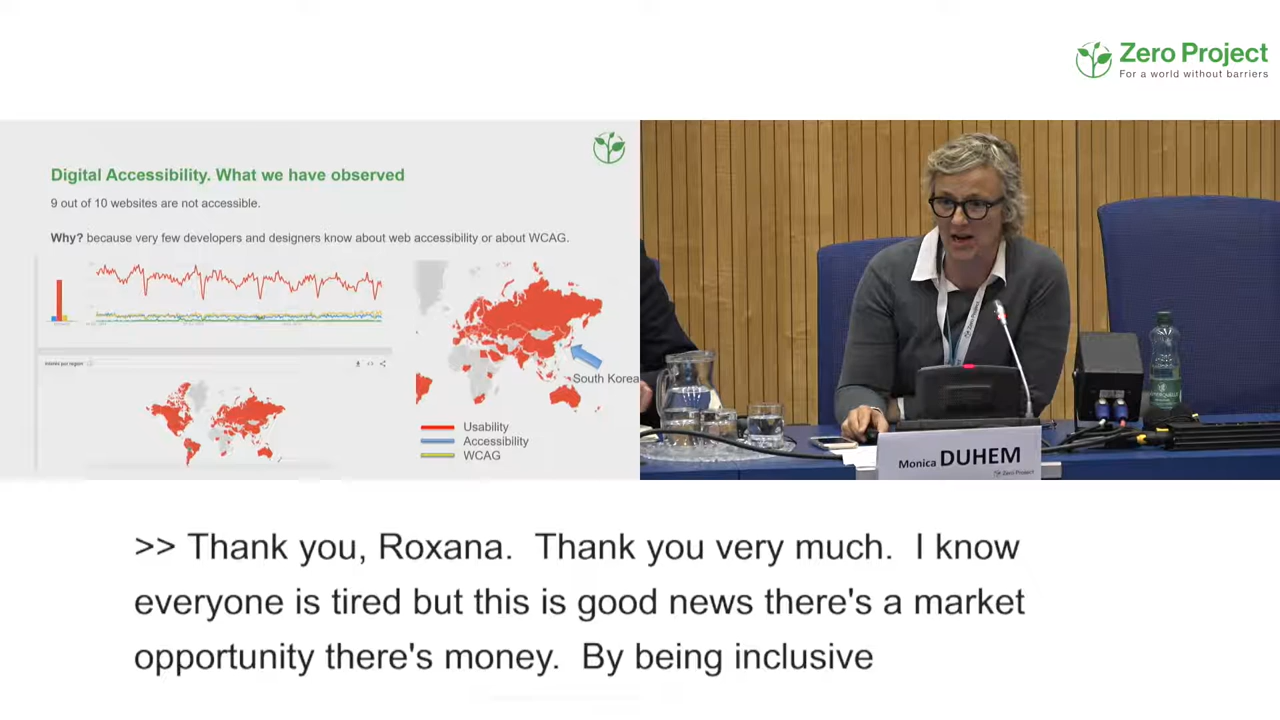 Zero Project
For a world without barriers
Digital Accessibility. What we have observed
9 out of 10 websites are not accessible.
Why? because very few developers and designers know about web accessibility or about WCAG.
South Korea
Usability
Accessibility
WCAG
Monica DUHEM
Zero Project
>> Thank you, Roxana. Thank you very much. I know
everyone is tired but this is good news there's a market
opportunity there's money. By being inclusive